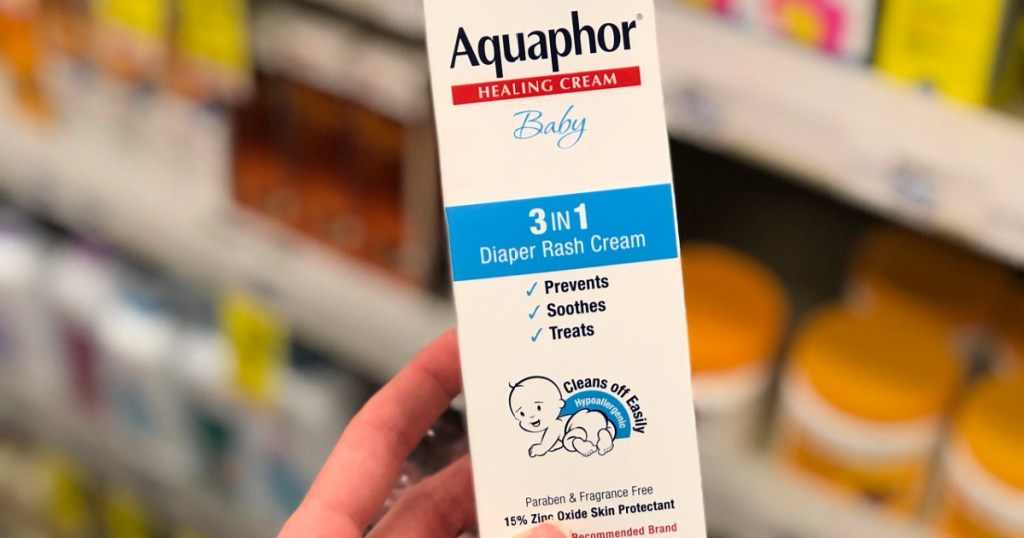 Aquaphor
HEALING CREAM
Baby
3 IN 1
Diaper Rash Cream
✓ Prevents
✓ Soothes
✓ Treats
Cleans off Easily
Hypoallergenic
Paraben & Fragrance Free
15% Zinc Oxide Skin Protectant
Recommended Brand